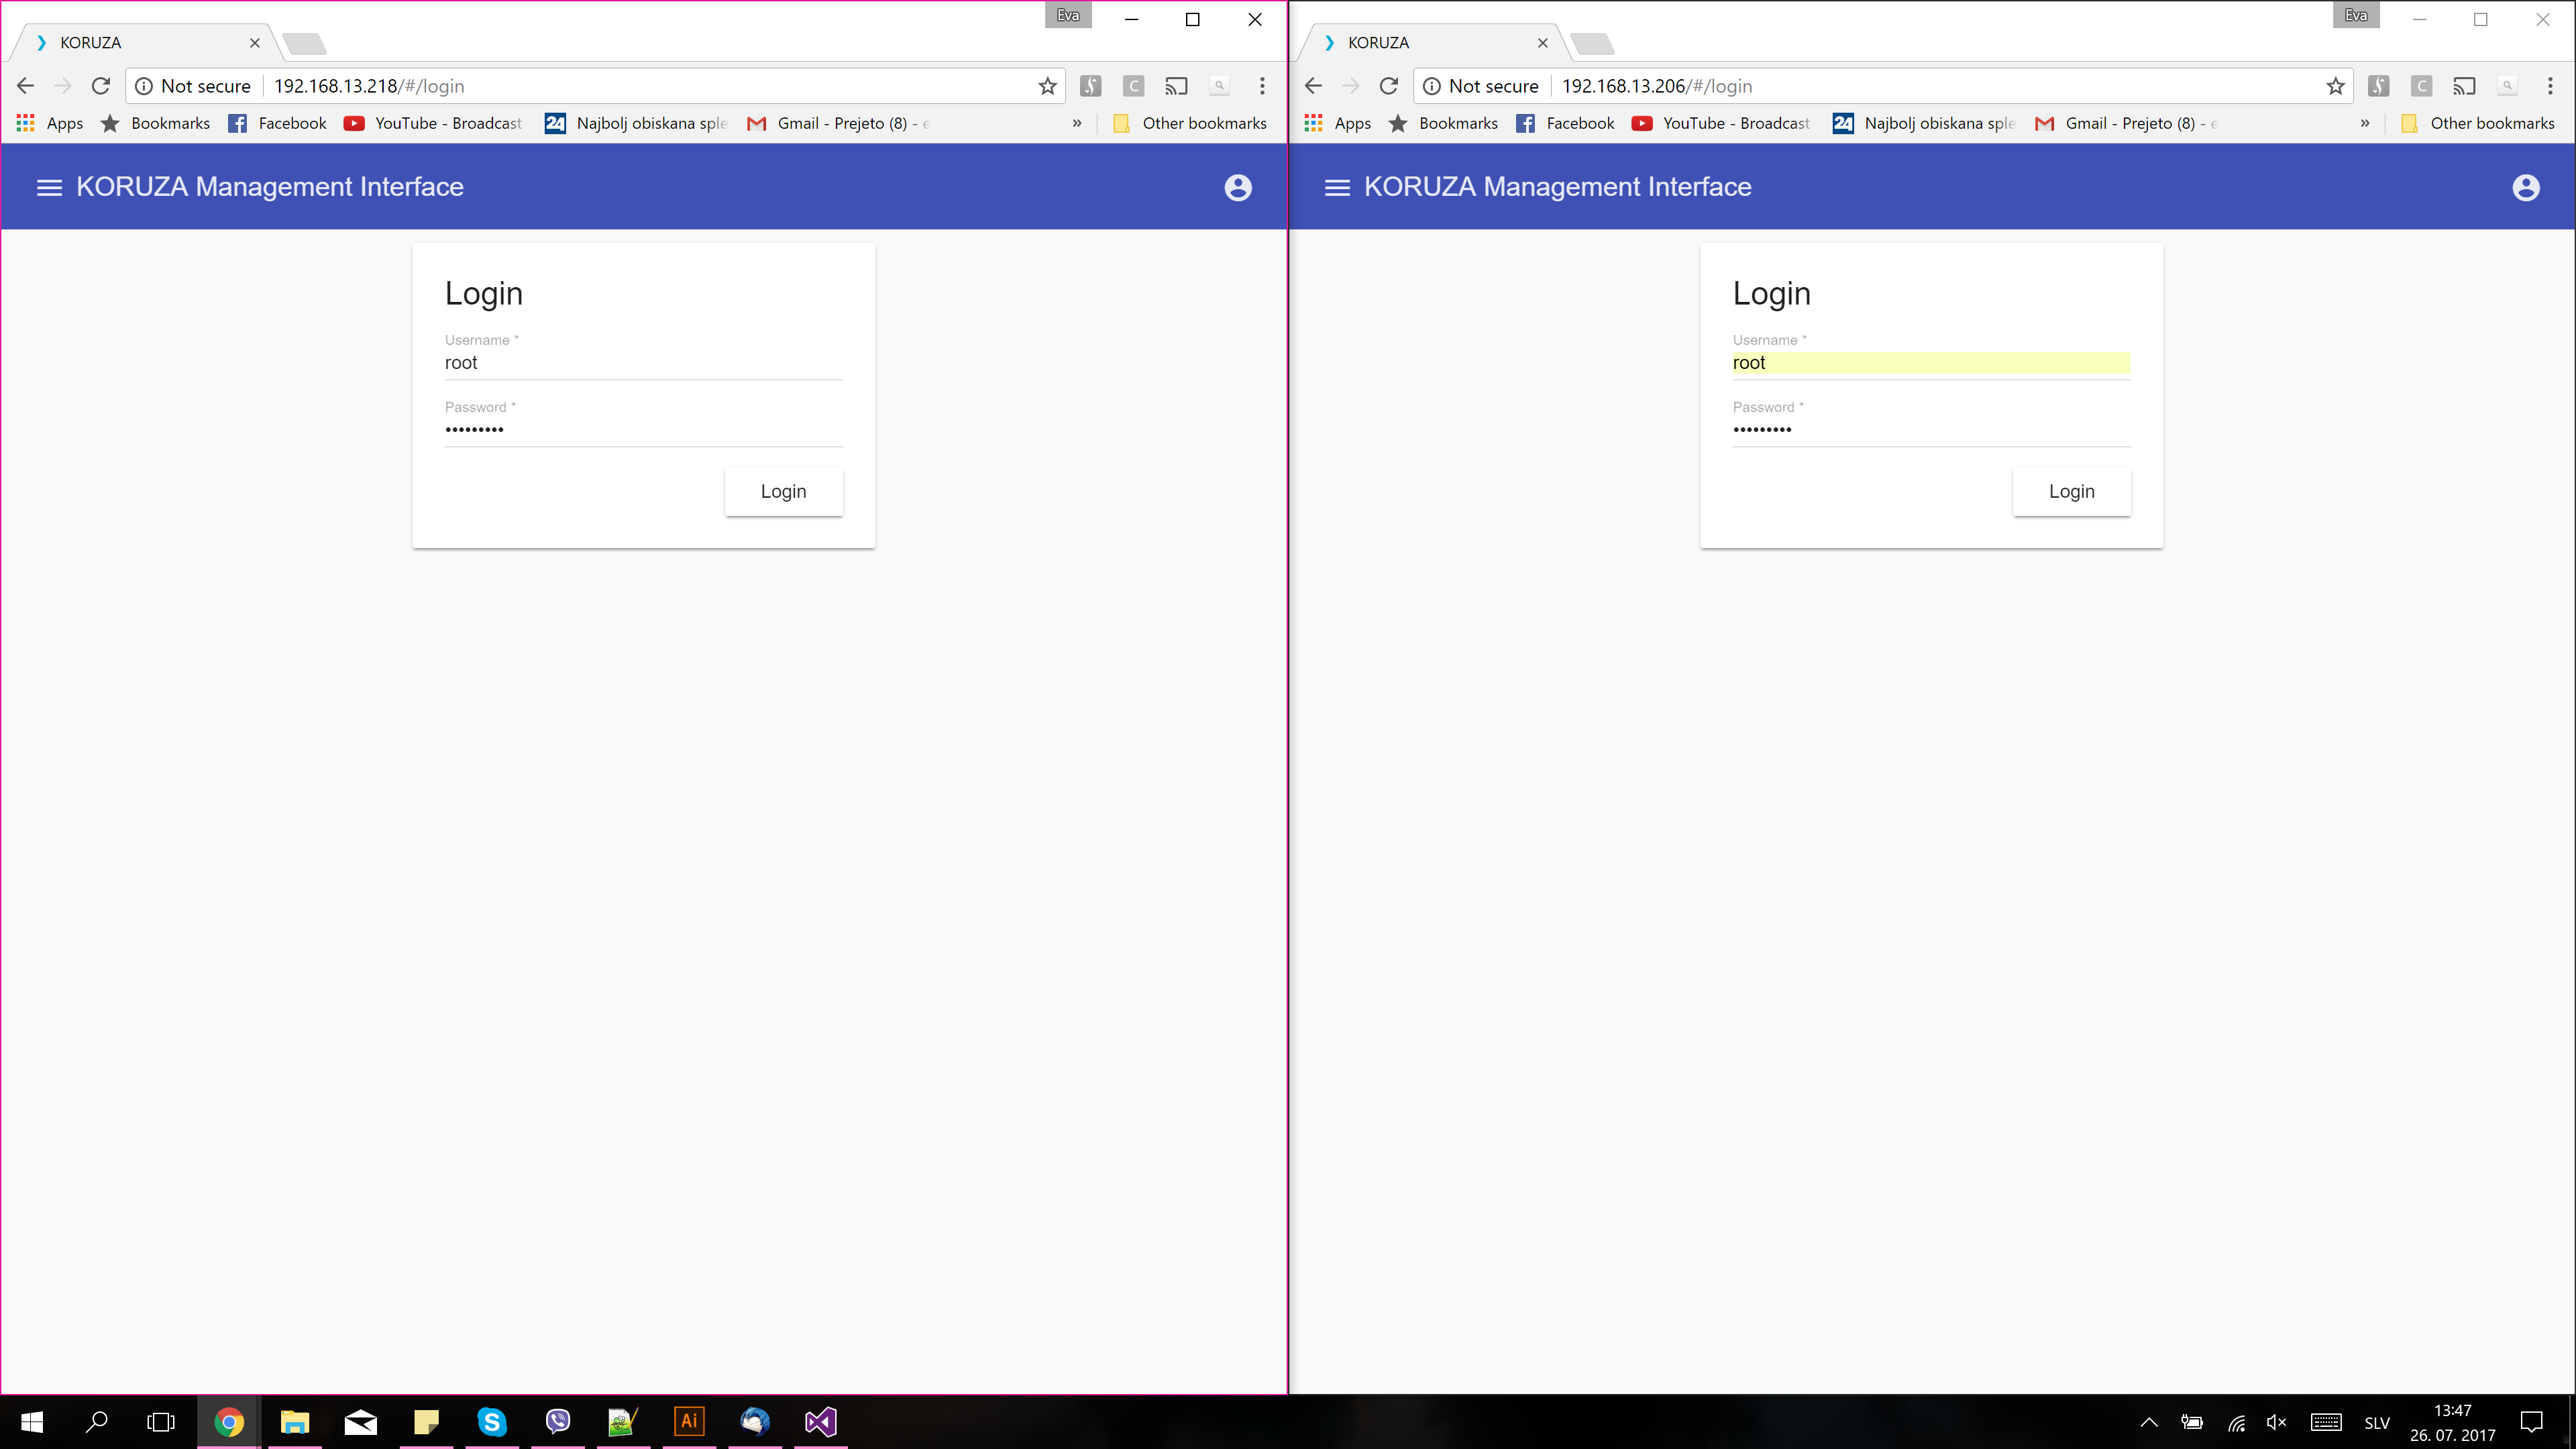 Eva
KORUZA
Not secure 192.168.13.218/#/login
Apps Bookmarks Facebook YouTube - Broadcast Najbolj obiskana sple Gmail - Prejeto (8) - e » Other bookmarks
KORUZA Management Interface
Login
Username *
root
Password *
•••••••••
Login
Eva
KORUZA
Not secure 192.168.13.206/#/login
Apps Bookmarks Facebook YouTube - Broadcast Najbolj obiskana sple Gmail - Prejeto (8) - e » Other bookmarks
KORUZA Management Interface
Login
Username *
root
Password *
•••••••••
Login
Ai
SLV
13:47
26. 07. 2017